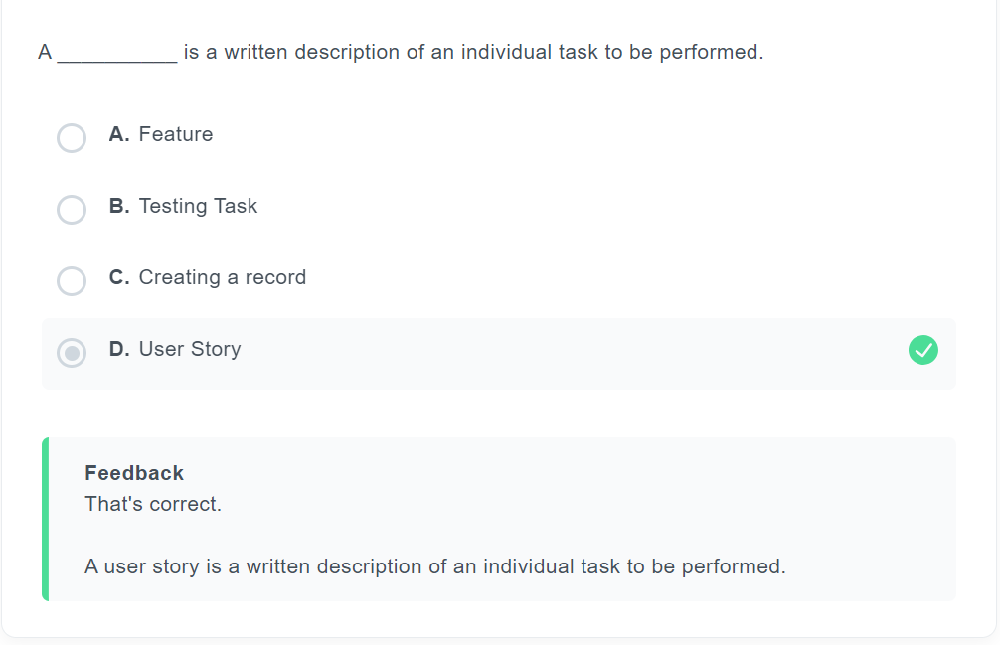 A ___________ is a written description of an individual task to be performed.
A. Feature
B. Testing Task
C. Creating a record
D. User Story
Feedback
That's correct.
A user story is a written description of an individual task to be performed.